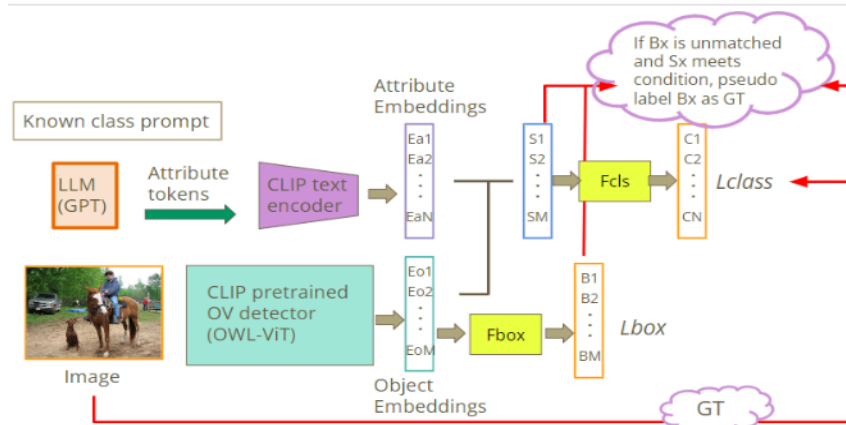 If Bx is unmatched
and Sx meets
condition, pseudo
label Bx as GT
Attribute
Embeddings
Known class prompt
LLM
(GPT)
Attribute
tokens
CLIP text
encoder
Ea1
Ea2
EaN
S1
S2
SM
Fcls
C1
C2
CN
Lclass
CLIP pretrained
OV detector
(OWL-ViT)
Eo1
Eo2
EoM
Fbox
B1
B2
BM
Lbox
Image
Object
Embeddings
GT